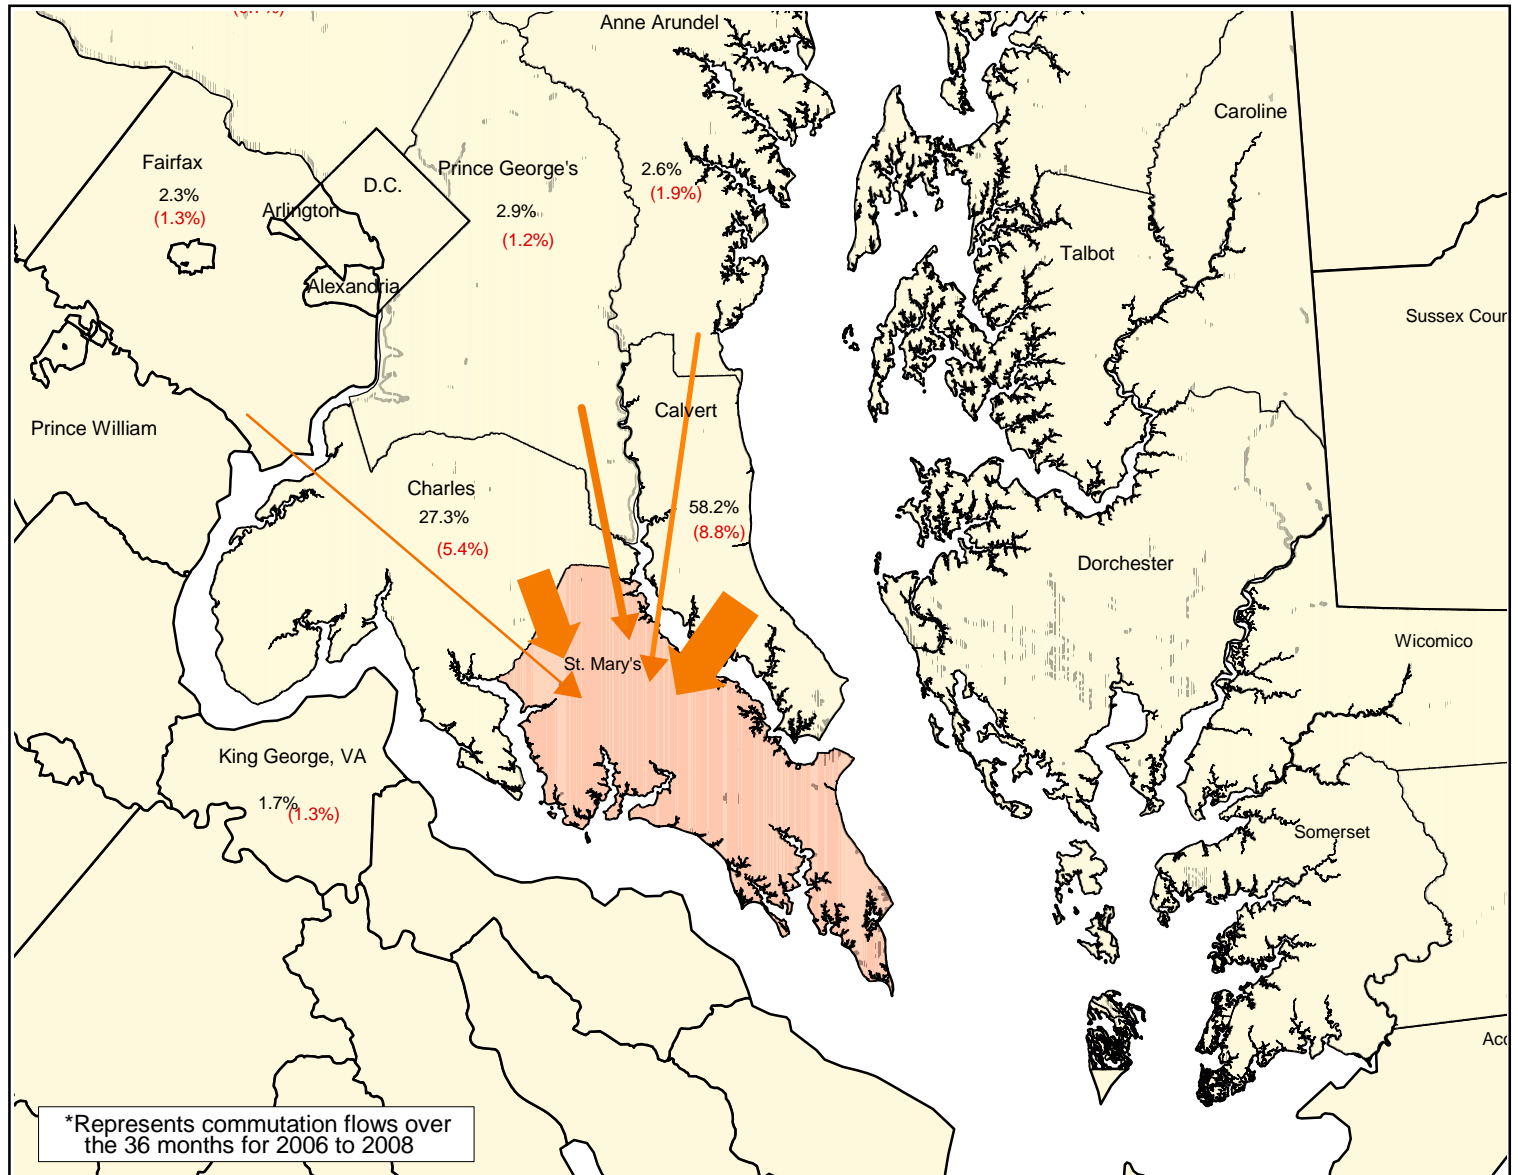 Anne Arundel
Caroline
Fairfax
2.3%
(1.3%)
D.C.
Arlington
Alexandria
Prince George's
2.9%
(1.2%)
2.6%
(1.9%)
Talbot
Sussex Cour
Prince William
Calvert
Charles
27.3%
(5.4%)
58.2%
(8.8%)
Dorchester
Wicomico
St. Mary's
King George, VA
1.7%
(1.3%)
Somerset
Acc
*Represents commutation flows over
the 36 months for 2006 to 2008